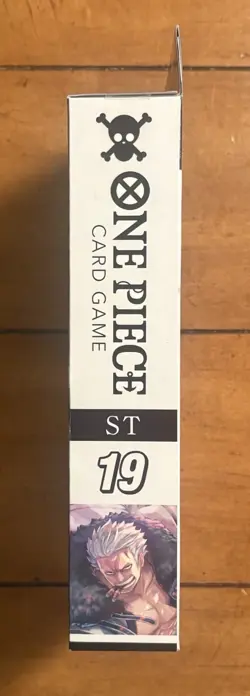 ONE PIECE
CARD GAME
ST
19